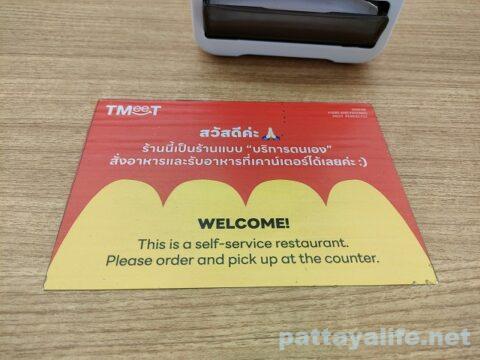 TMeeT
สวัสดีค่ะ 🙏
ร้านนี้เป็นร้านแบบ “บริการตนเอง”
สั่งอาหารและรับอาหารที่เคาน์เตอร์ได้เลยค่ะ :)
WELCOME!
This is a self-service restaurant.
Please order and pick up at the counter.
pattayalife.net